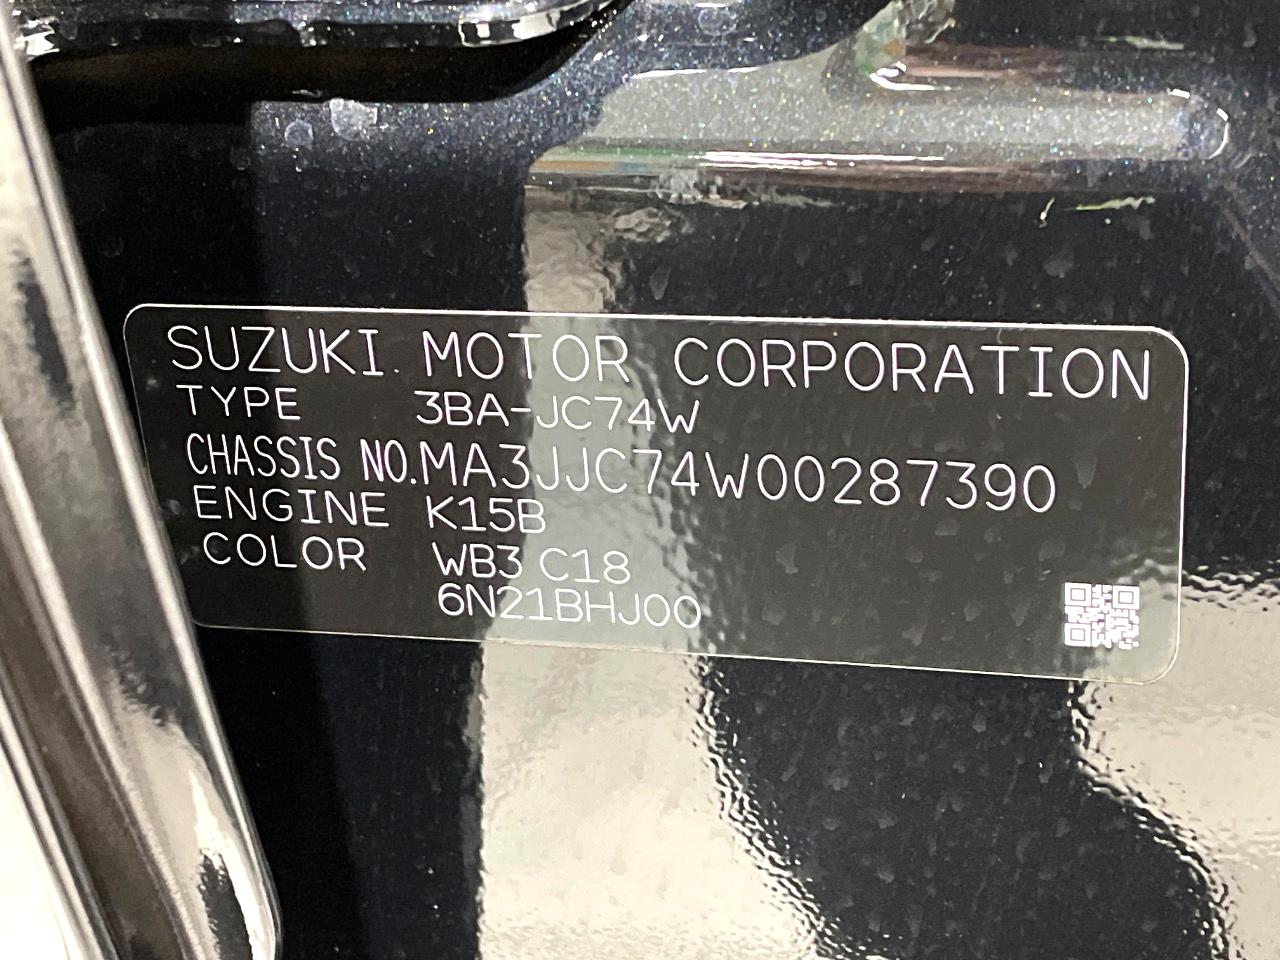 SUZUKI MOTOR CORPORATION
TYPE 3BA-JC74W
CHASSIS NO. MA3JJC74W00287390
ENGINE K15B
COLOR WB3 C18
6N21BHJ00